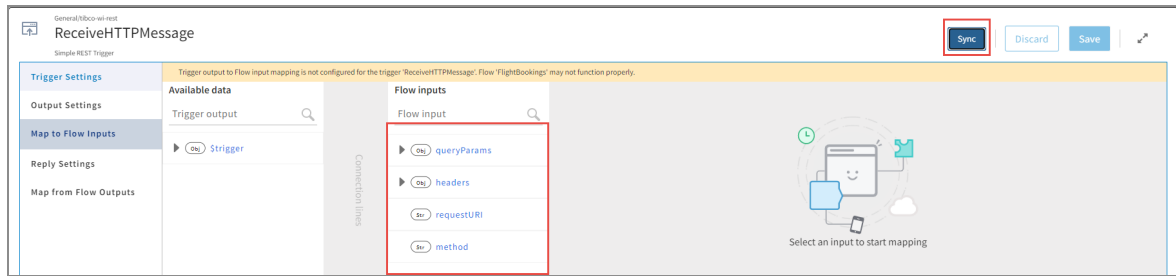 General/tibco-wi-rest
ReceiveHTTPMessage
Simple REST Trigger
Sync
Discard
Save
Trigger Settings
Output Settings
Map to Flow Inputs
Reply Settings
Map from Flow Outputs
Trigger output to Flow input mapping is not configured for the trigger 'ReceiveHTTPMessage'. Flow 'FlightBookings' may not function properly.
Available data
Trigger output
Obj $trigger
Connection lines
Flow inputs
Flow input
Obj queryParams
Obj headers
Str requestURI
Str method
Select an input to start mapping